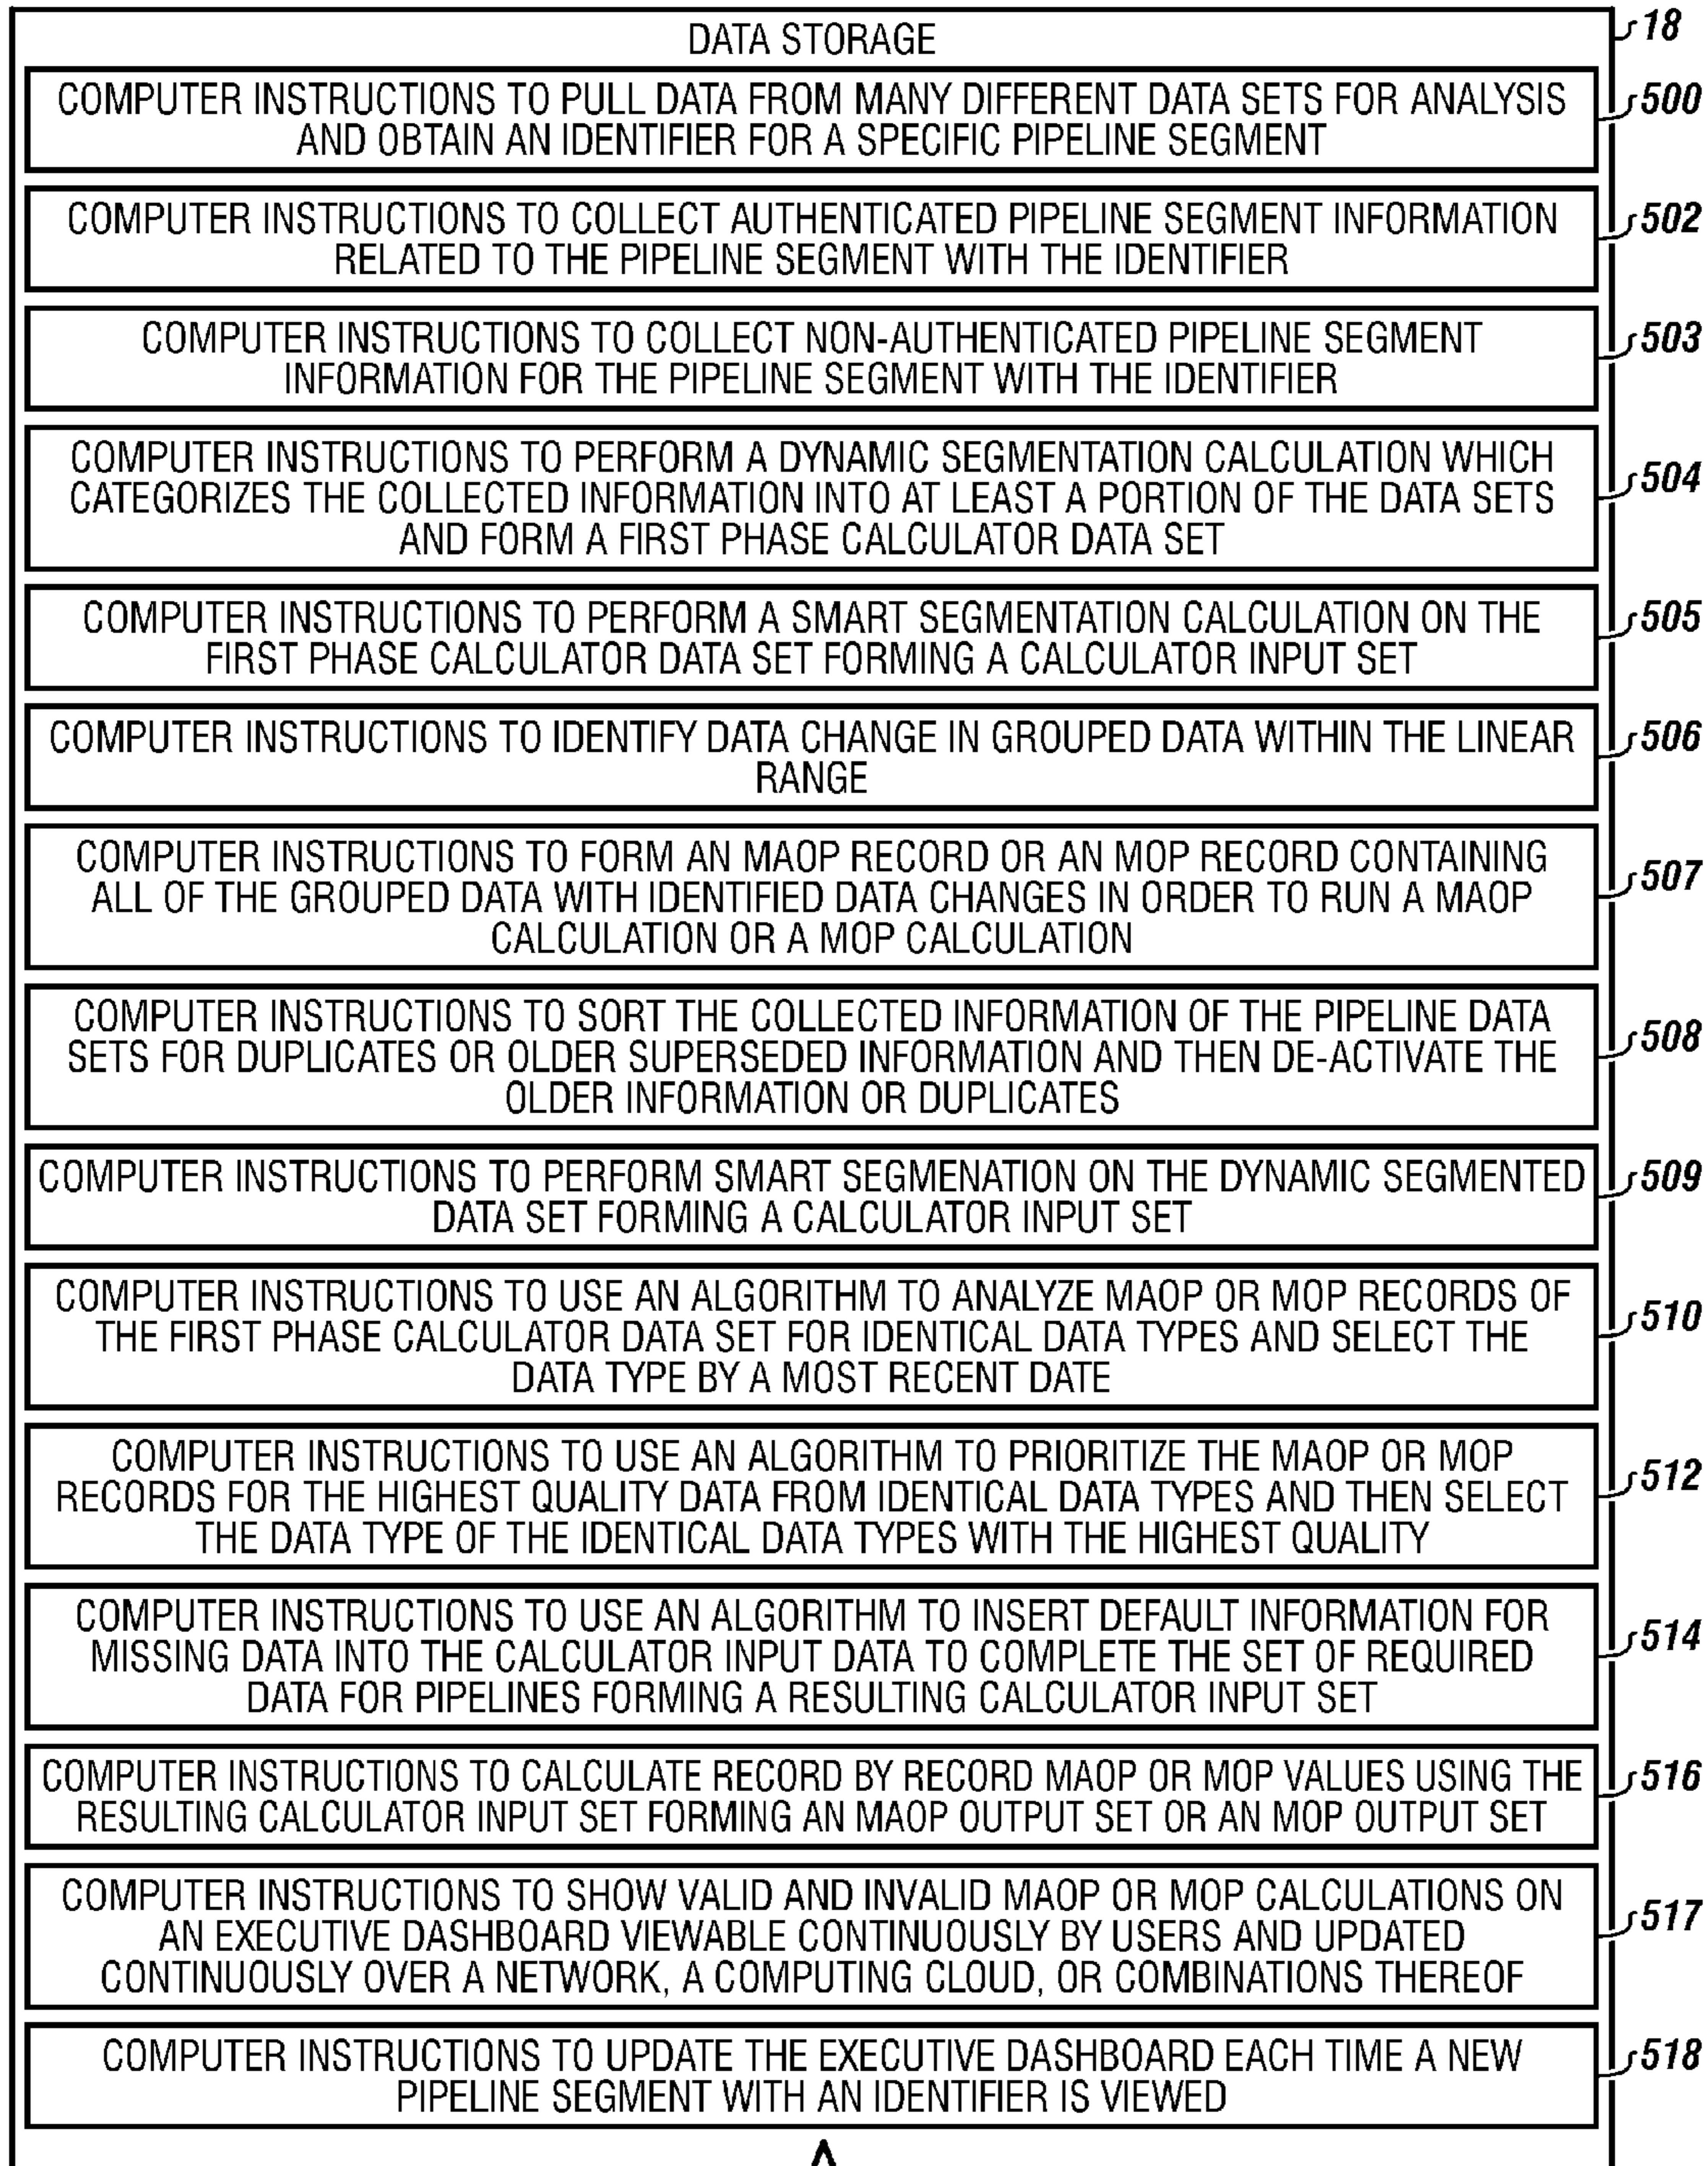 DATA STORAGE
18
COMPUTER INSTRUCTIONS TO PULL DATA FROM MANY DIFFERENT DATA SETS FOR ANALYSIS
AND OBTAIN AN IDENTIFIER FOR A SPECIFIC PIPELINE SEGMENT
500
COMPUTER INSTRUCTIONS TO COLLECT AUTHENTICATED PIPELINE SEGMENT INFORMATION
RELATED TO THE PIPELINE SEGMENT WITH THE IDENTIFIER
502
COMPUTER INSTRUCTIONS TO COLLECT NON-AUTHENTICATED PIPELINE SEGMENT
INFORMATION FOR THE PIPELINE SEGMENT WITH THE IDENTIFIER
503
COMPUTER INSTRUCTIONS TO PERFORM A DYNAMIC SEGMENTATION CALCULATION WHICH
CATEGORIZES THE COLLECTED INFORMATION INTO AT LEAST A PORTION OF THE DATA SETS
AND FORM A FIRST PHASE CALCULATOR DATA SET
504
COMPUTER INSTRUCTIONS TO PERFORM A SMART SEGMENTATION CALCULATION ON THE
FIRST PHASE CALCULATOR DATA SET FORMING A CALCULATOR INPUT SET
505
COMPUTER INSTRUCTIONS TO IDENTIFY DATA CHANGE IN GROUPED DATA WITHIN THE LINEAR
RANGE
506
COMPUTER INSTRUCTIONS TO FORM AN MAOP RECORD OR AN MOP RECORD CONTAINING
ALL OF THE GROUPED DATA WITH IDENTIFIED DATA CHANGES IN ORDER TO RUN A MAOP
CALCULATION OR A MOP CALCULATION
507
COMPUTER INSTRUCTIONS TO SORT THE COLLECTED INFORMATION OF THE PIPELINE DATA
SETS FOR DUPLICATES OR OLDER SUPERSEDED INFORMATION AND THEN DE-ACTIVATE THE
OLDER INFORMATION OR DUPLICATES
508
COMPUTER INSTRUCTIONS TO PERFORM SMART SEGMENATION ON THE DYNAMIC SEGMENTED
DATA SET FORMING A CALCULATOR INPUT SET
509
COMPUTER INSTRUCTIONS TO USE AN ALGORITHM TO ANALYZE MAOP OR MOP RECORDS OF
THE FIRST PHASE CALCULATOR DATA SET FOR IDENTICAL DATA TYPES AND SELECT THE
DATA TYPE BY A MOST RECENT DATE
510
COMPUTER INSTRUCTIONS TO USE AN ALGORITHM TO PRIORITIZE THE MAOP OR MOP
RECORDS FOR THE HIGHEST QUALITY DATA FROM IDENTICAL DATA TYPES AND THEN SELECT
THE DATA TYPE OF THE IDENTICAL DATA TYPES WITH THE HIGHEST QUALITY
512
COMPUTER INSTRUCTIONS TO USE AN ALGORITHM TO INSERT DEFAULT INFORMATION FOR
MISSING DATA INTO THE CALCULATOR INPUT DATA TO COMPLETE THE SET OF REQUIRED
DATA FOR PIPELINES FORMING A RESULTING CALCULATOR INPUT SET
514
COMPUTER INSTRUCTIONS TO CALCULATE RECORD BY RECORD MAOP OR MOP VALUES USING THE
RESULTING CALCULATOR INPUT SET FORMING AN MAOP OUTPUT SET OR AN MOP OUTPUT SET
516
COMPUTER INSTRUCTIONS TO SHOW VALID AND INVALID MAOP OR MOP CALCULATIONS ON
AN EXECUTIVE DASHBOARD VIEWABLE CONTINUOUSLY BY USERS AND UPDATED
CONTINUOUSLY OVER A NETWORK, A COMPUTING CLOUD, OR COMBINATIONS THEREOF
517
COMPUTER INSTRUCTIONS TO UPDATE THE EXECUTIVE DASHBOARD EACH TIME A NEW
PIPELINE SEGMENT WITH AN IDENTIFIER IS VIEWED
518